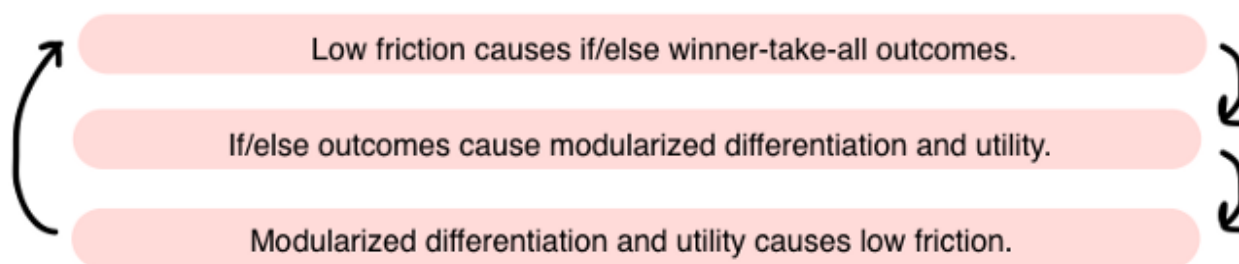 Low friction causes if/else winner-take-all outcomes.
If/else outcomes cause modularized differentiation and utility.
Modularized differentiation and utility causes low friction.